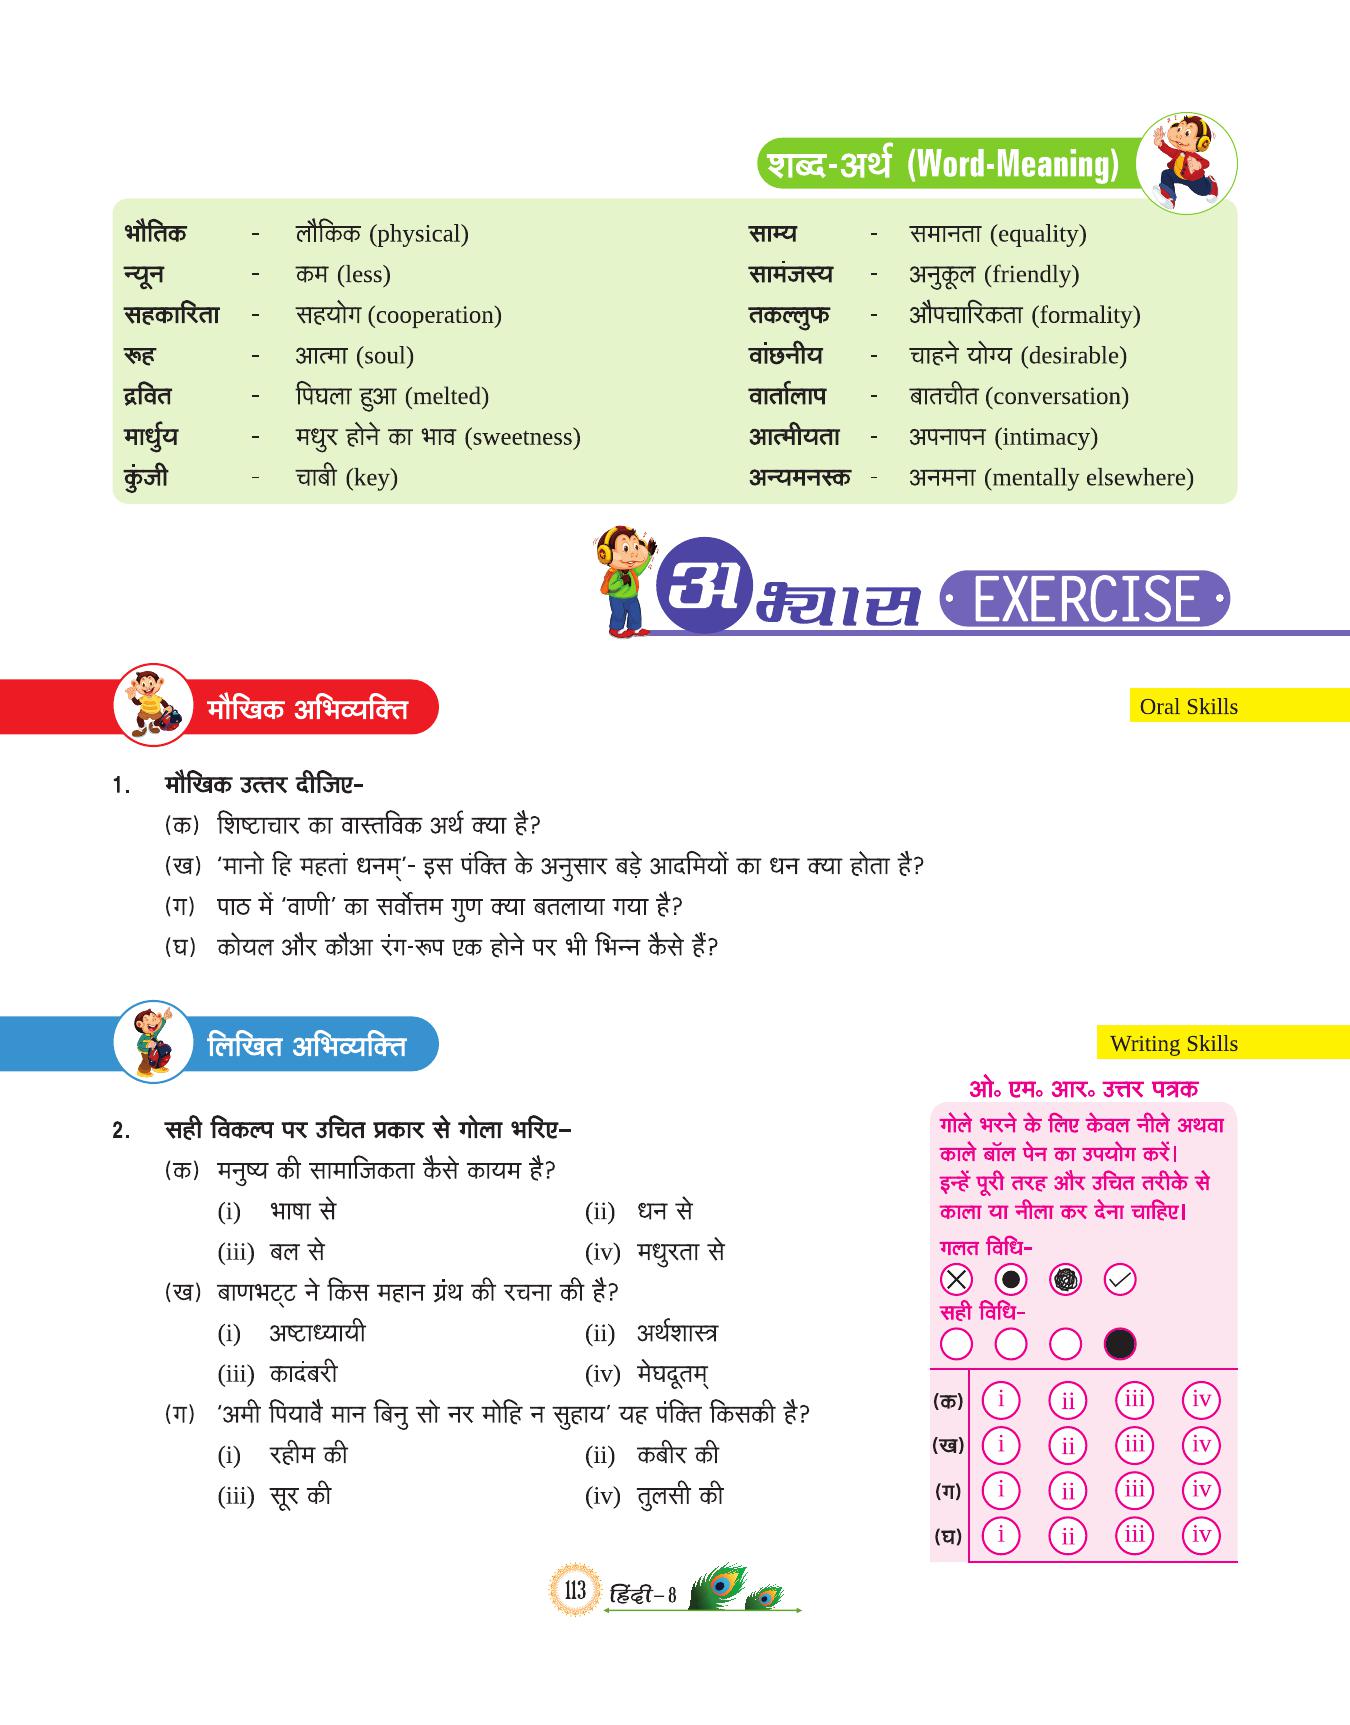 शब्द-अर्थ (Word-Meaning)
भौतिक - लौकिक (physical) साम्य - समानता (equality)
न्यून - कम (less) सामंजस्य - अनुकूल (friendly)
सहकारिता - सहयोग (cooperation) तकल्लुफ - औपचारिकता (formality)
रूह - आत्मा (soul) वांछनीय - चाहने योग्य (desirable)
द्रवित - पिघला हुआ (melted) वार्तालाप - बातचीत (conversation)
मार्धुय - मधुर होने का भाव (sweetness) आत्मीयता - अपनापन (intimacy)
कुंजी - चाबी (key) अन्यमनस्क - अनमना (mentally elsewhere)
अभ्यास EXERCISE
मौखिक अभिव्यक्ति Oral Skills
1. मौखिक उत्तर दीजिए–
(क) शिष्टाचार का वास्तविक अर्थ क्या है?
(ख) ‘मानो हि महतां धनम्’- इस पंक्ति के अनुसार बड़े आदमियों का धन क्या होता है?
(ग) पाठ में ‘वाणी’ का सर्वोत्तम गुण क्या बतलाया गया है?
(घ) कोयल और कौआ रंग-रूप एक होने पर भी भिन्न कैसे हैं?
लिखित अभिव्यक्ति Writing Skills
2. सही विकल्प पर उचित प्रकार से गोला भरिए–
(क) मनुष्य की सामाजिकता कैसे कायम है?
(i) भाषा से (ii) धन से
(iii) बल से (iv) मधुरता से
(ख) बाणभट्ट ने किस महान ग्रंथ की रचना की है?
(i) अष्टाध्यायी (ii) अर्थशास्त्र
(iii) कादंबरी (iv) मेघदूतम्
(ग) ‘अमी पियावै मान बिनु सो नर मोहि न सुहाय’ यह पंक्ति किसकी है?
(i) रहीम की (ii) कबीर की
(iii) सूर की (iv) तुलसी की
ओ॰ एम॰ आर॰ उत्तर पत्रक
गोले भरने के लिए केवल नीले अथवा
काले बॉल पेन का उपयोग करें।
इन्हें पूरी तरह और उचित तरीके से
काला या नीला कर देना चाहिए।
गलत विधि–
सही विधि–
(क) i ii iii iv
(ख) i ii iii iv
(ग) i ii iii iv
(घ) i ii iii iv
113 हिंदी–8